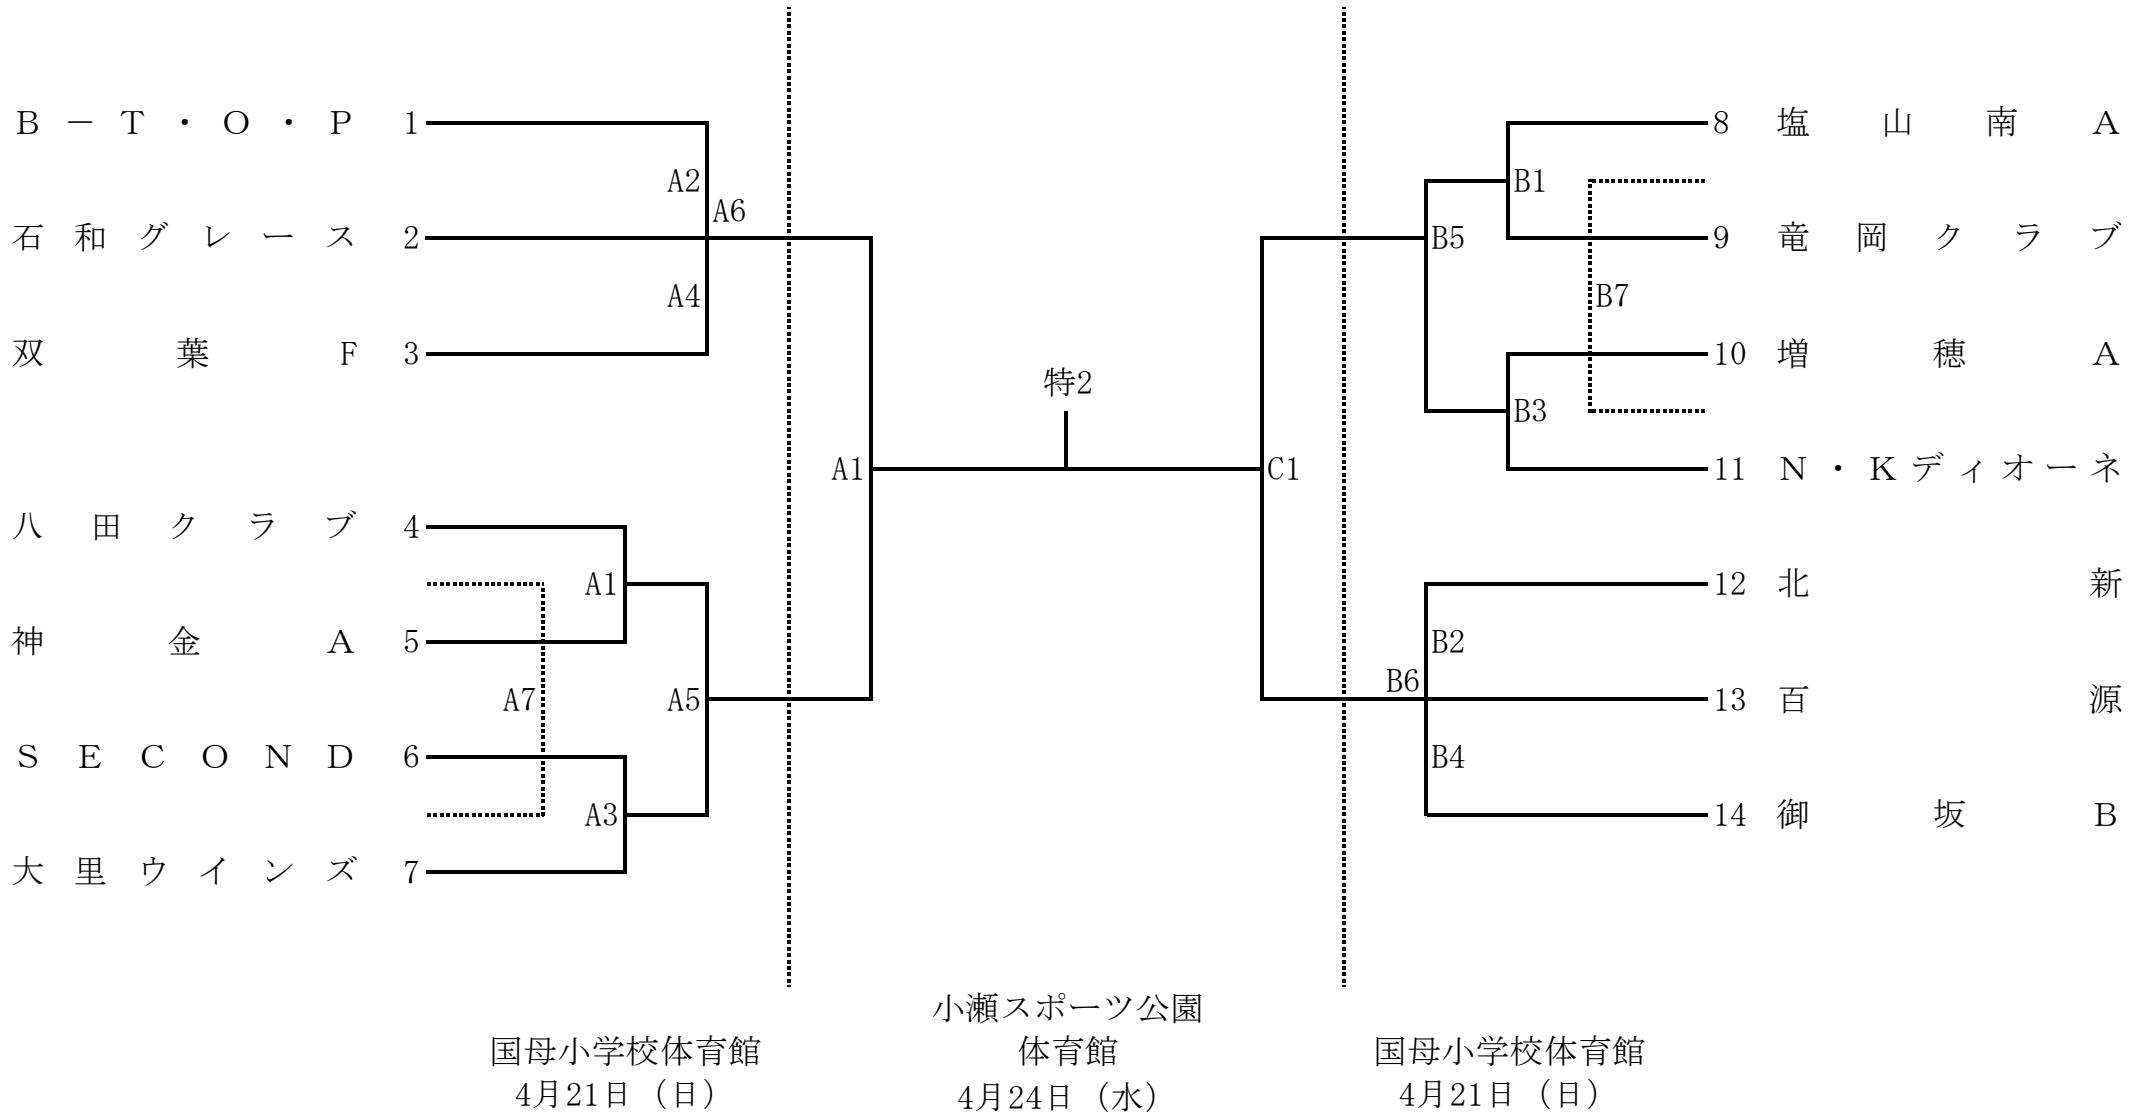 B－T・O・P 1
A2
A6
石和グレース 2
A4
双葉F 3
八田クラブ 4
A1
神金A 5
A7
A5
SECOND 6
A3
大里ウインズ 7
A1
特2
C1
8 塩山南A
B1
B5
9 竜岡クラブ
B7
10 増穂A
B3
11 N・Kディオーネ
12 北新
B2
B6
13 百源
B4
14 御坂B
国母小学校体育館
4月21日（日）
小瀬スポーツ公園
体育館
4月24日（水）
国母小学校体育館
4月21日（日）